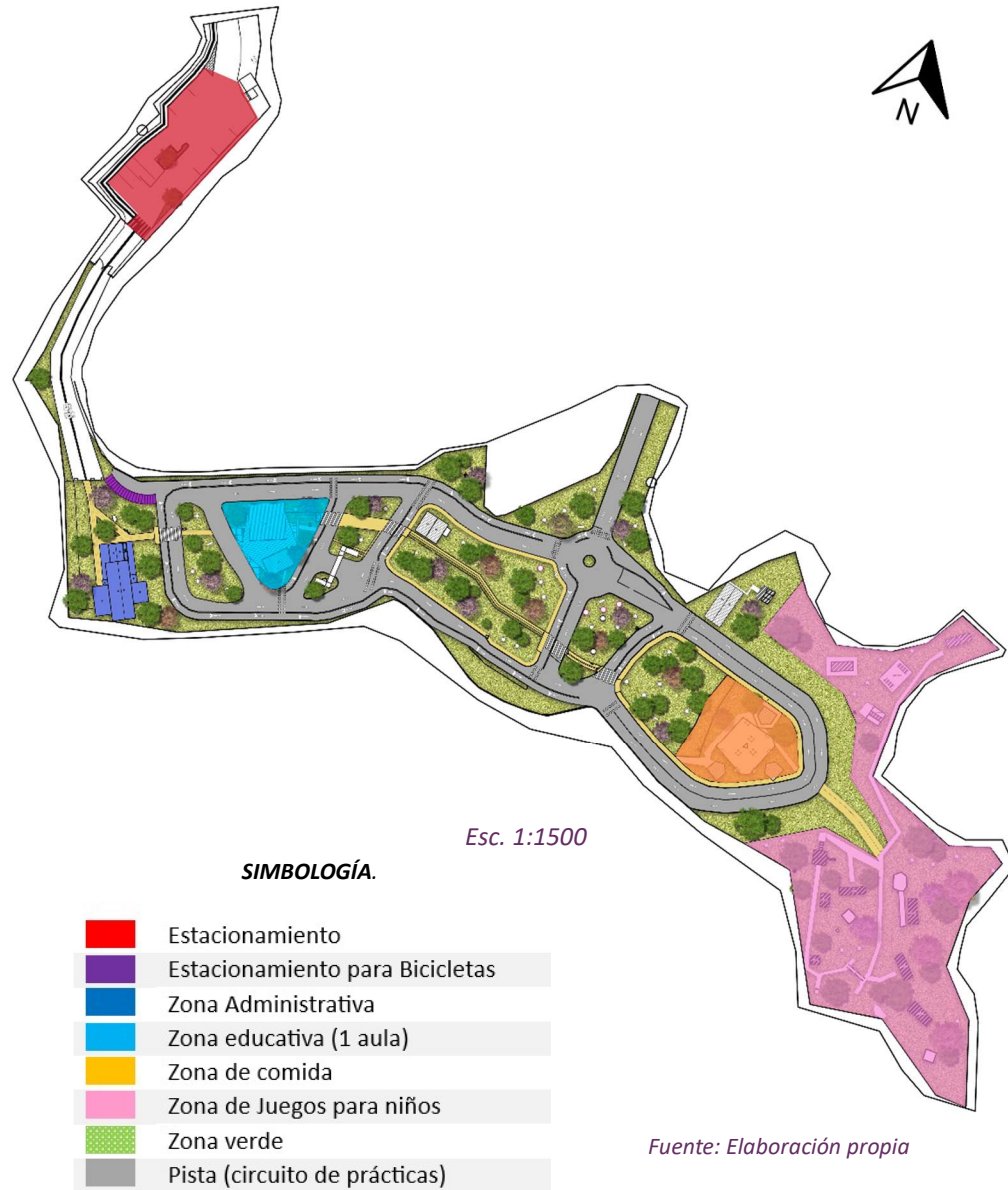 N
Esc. 1:1500
SIMBOLOGÍA.
Estacionamiento
Estacionamiento para Bicicletas
Zona Administrativa
Zona educativa (1 aula)
Zona de comida
Zona de Juegos para niños
Zona verde
Pista (circuito de prácticas)
Fuente: Elaboración propia